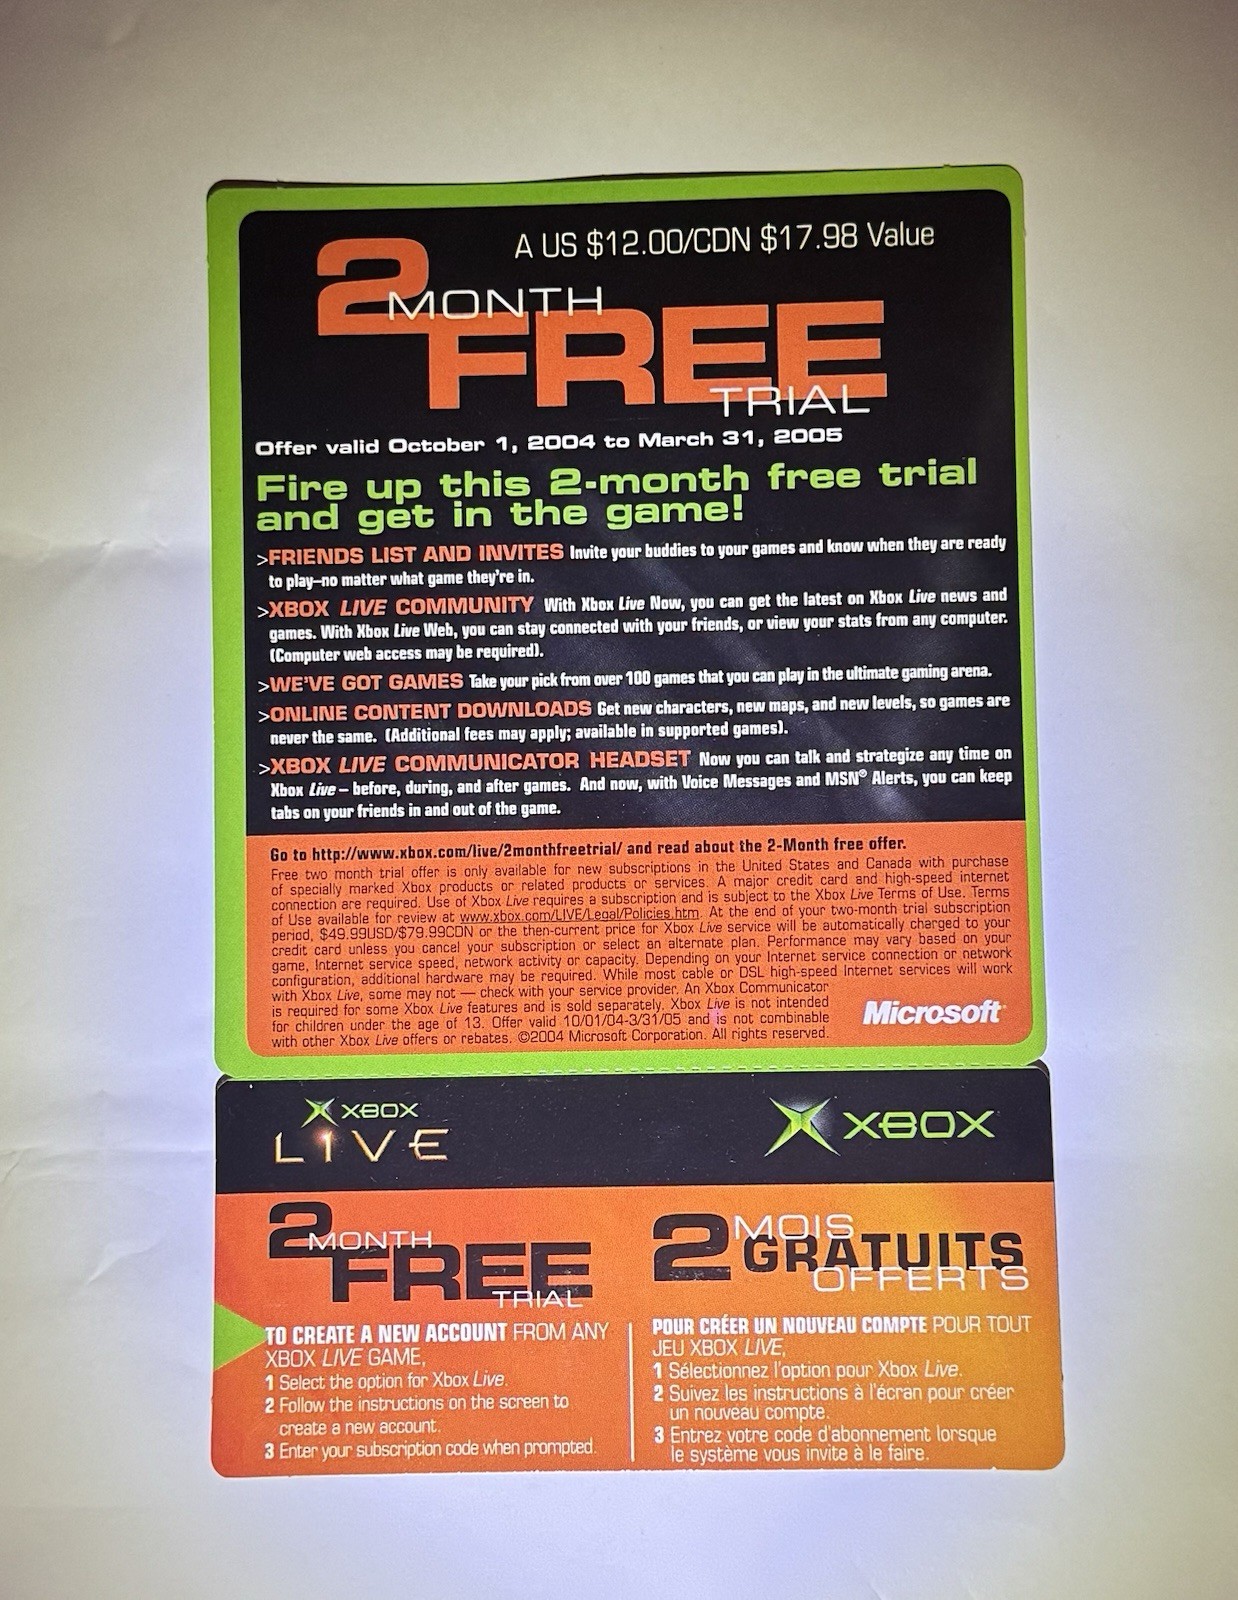 A US $12.00/CDN $17.98 Value
2
MONTH
FREE
TRIAL
Offer valid October 1, 2004 to March 31, 2005
Fire up this 2-month free trial
and get in the game!
>FRIENDS LIST AND INVITES Invite your buddies to your games and know when they are ready
to play–no matter what game they're in.
>XBOX LIVE COMMUNITY With Xbox Live Now, you can get the latest on Xbox Live news and
games. With Xbox Live Web, you can stay connected with your friends, or view your stats from any computer.
(Computer web access may be required).
>WE'VE GOT GAMES Take your pick from over 100 games that you can play in the ultimate gaming arena.
>ONLINE CONTENT DOWNLOADS Get new characters, new maps, and new levels, so games are
never the same. (Additional fees may apply; available in supported games).
>XBOX LIVE COMMUNICATOR HEADSET Now you can talk and strategize any time on
Xbox Live – before, during, and after games. And now, with Voice Messages and MSN® Alerts, you can keep
tabs on your friends in and out of the game.
Go to http://www.xbox.com/live/2monthfreetrial/ and read about the 2-Month free offer.
Free two month trial offer is only available for new subscriptions in the United States and Canada with purchase
of specially marked Xbox products or related products or services. A major credit card and high-speed internet
connection are required. Use of Xbox Live requires a subscription and is subject to the Xbox Live Terms of Use. Terms
of Use available for review at www.xbox.com/LIVE/Legal/Policies.htm. At the end of your two-month trial subscription
period, $49.99USD/$79.99CDN or the then-current price for Xbox Live service will be automatically charged to your
credit card unless you cancel your subscription or select an alternate plan. Performance may vary based on your
game, Internet service speed, network activity or capacity. Depending on your Internet service connection or network
configuration, additional hardware may be required. While most cable or DSL high-speed Internet services will work
with Xbox Live, some may not — check with your service provider. An Xbox Communicator
is required for some Xbox Live features and is sold separately. Xbox Live is not intended
for children under the age of 13. Offer valid 10/01/04-3/31/05 and is not combinable
with other Xbox Live offers or rebates. ©2004 Microsoft Corporation. All rights reserved.
Microsoft
XBOX
LIVE
XBOX
2
MONTH
FREE
TRIAL
TO CREATE A NEW ACCOUNT FROM ANY
XBOX LIVE GAME,
1 Select the option for Xbox Live.
2 Follow the instructions on the screen to
create a new account.
3 Enter your subscription code when prompted.
2
MOIS
GRATUITS
OFFERTS
POUR CRÉER UN NOUVEAU COMPTE POUR TOUT
JEU XBOX LIVE,
1 Sélectionnez l'option pour Xbox Live.
2 Suivez les instructions à l'écran pour créer
un nouveau compte.
3 Entrez votre code d'abonnement lorsque
le système vous invite à le faire.